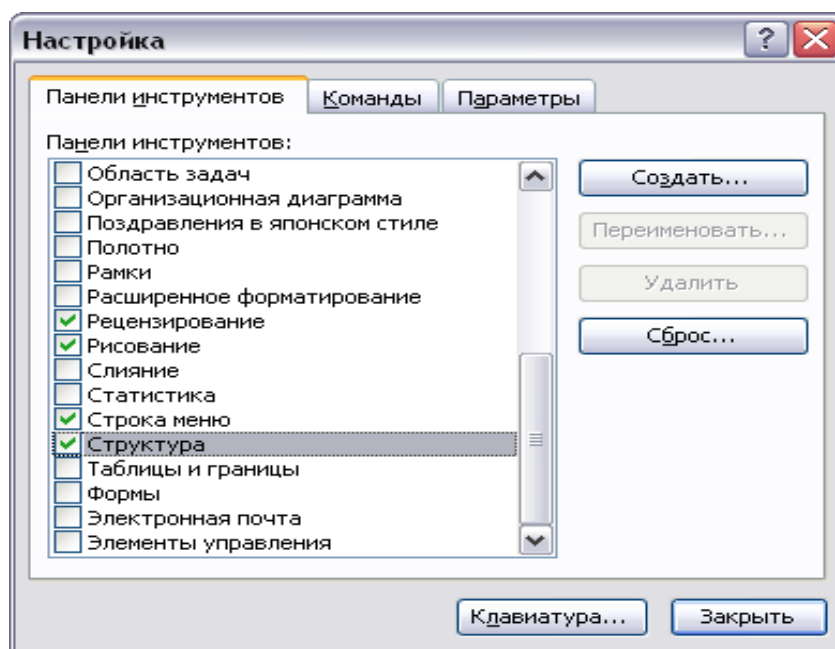 Настройка
Панели инструментов
Команды
Параметры
Панели инструментов:
Область задач
Организационная диаграмма
Поздравления в японском стиле
Полотно
Рамки
Расширенное форматирование
Рецензирование
Рисование
Слияние
Статистика
Строка меню
Структура
Таблицы и границы
Формы
Электронная почта
Элементы управления
Создать...
Переименовать...
Удалить
Сброс...
Клавиатура...
Закрыть